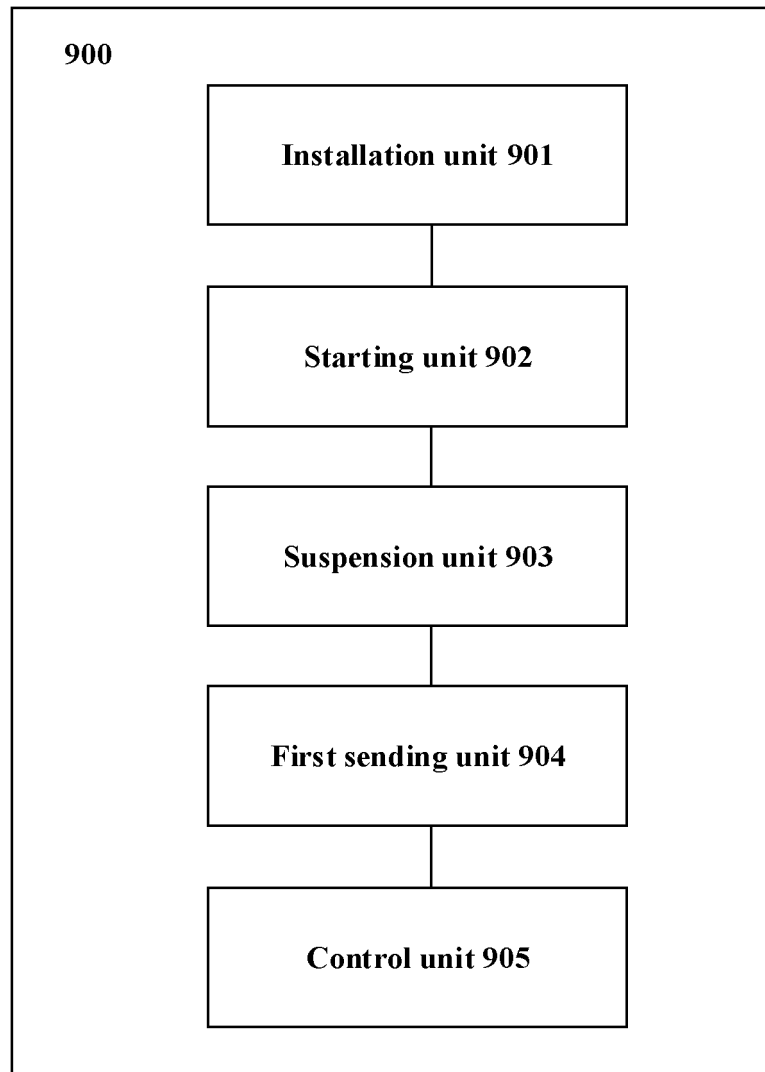 900
Installation unit 901
Starting unit 902
Suspension unit 903
First sending unit 904
Control unit 905